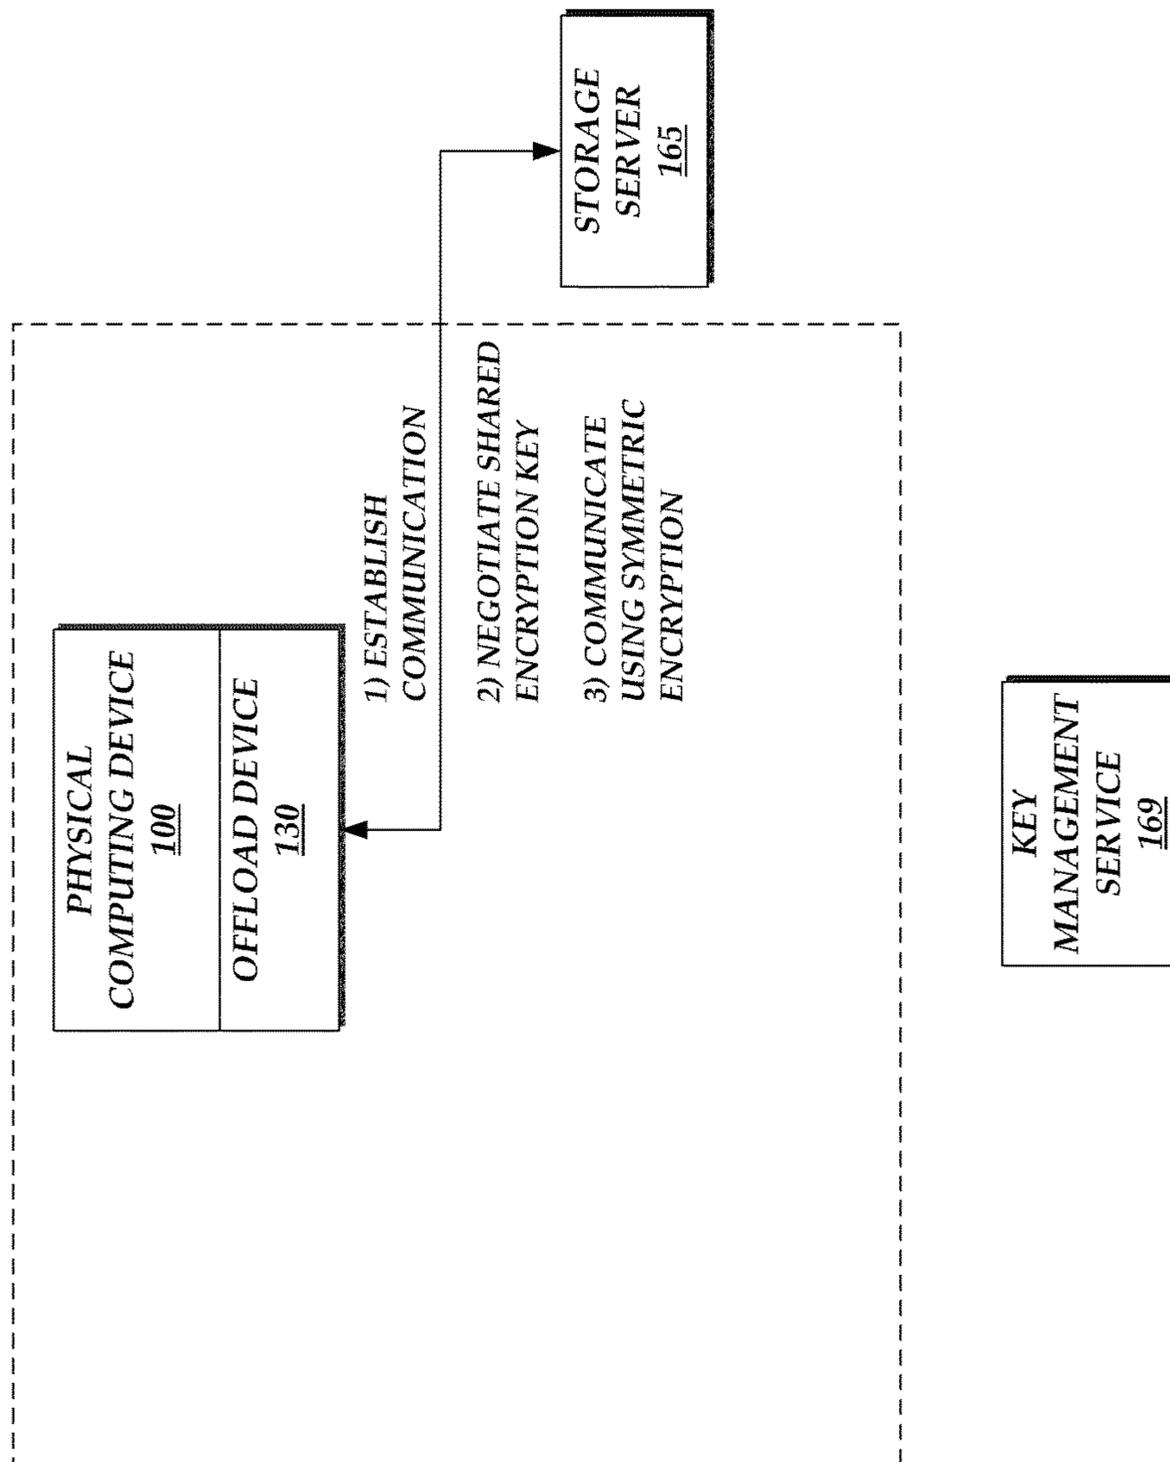 PHYSICAL
COMPUTING DEVICE
100
OFFLOAD DEVICE
130
1) ESTABLISH
COMMUNICATION
2) NEGOTIATE SHARED
ENCRYPTION KEY
3) COMMUNICATE
USING SYMMETRIC
ENCRYPTION
STORAGE
SERVER
165
KEY
MANAGEMENT
SERVICE
169